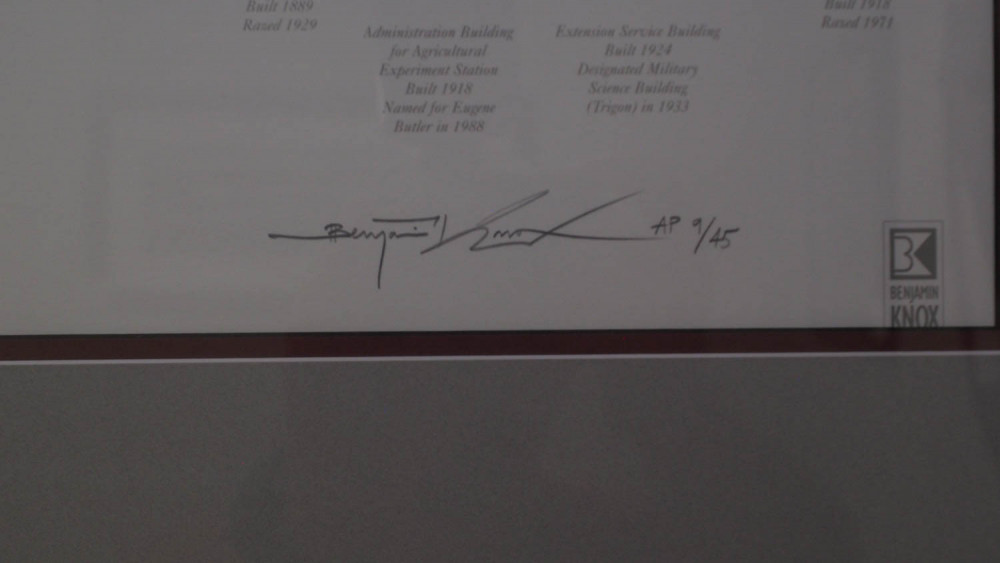 Built 1889
Razed 1929
Administration Building
for Agricultural
Experiment Station
Built 1918
Named for Eugene
Butler in 1988
Extension Service Building
Built 1924
Designated Military
Science Building
(Trigon) in 1933
Built 1918
Razed 1971
Benjamin Knox AP 9/45
BK
BENJAMIN
KNOX